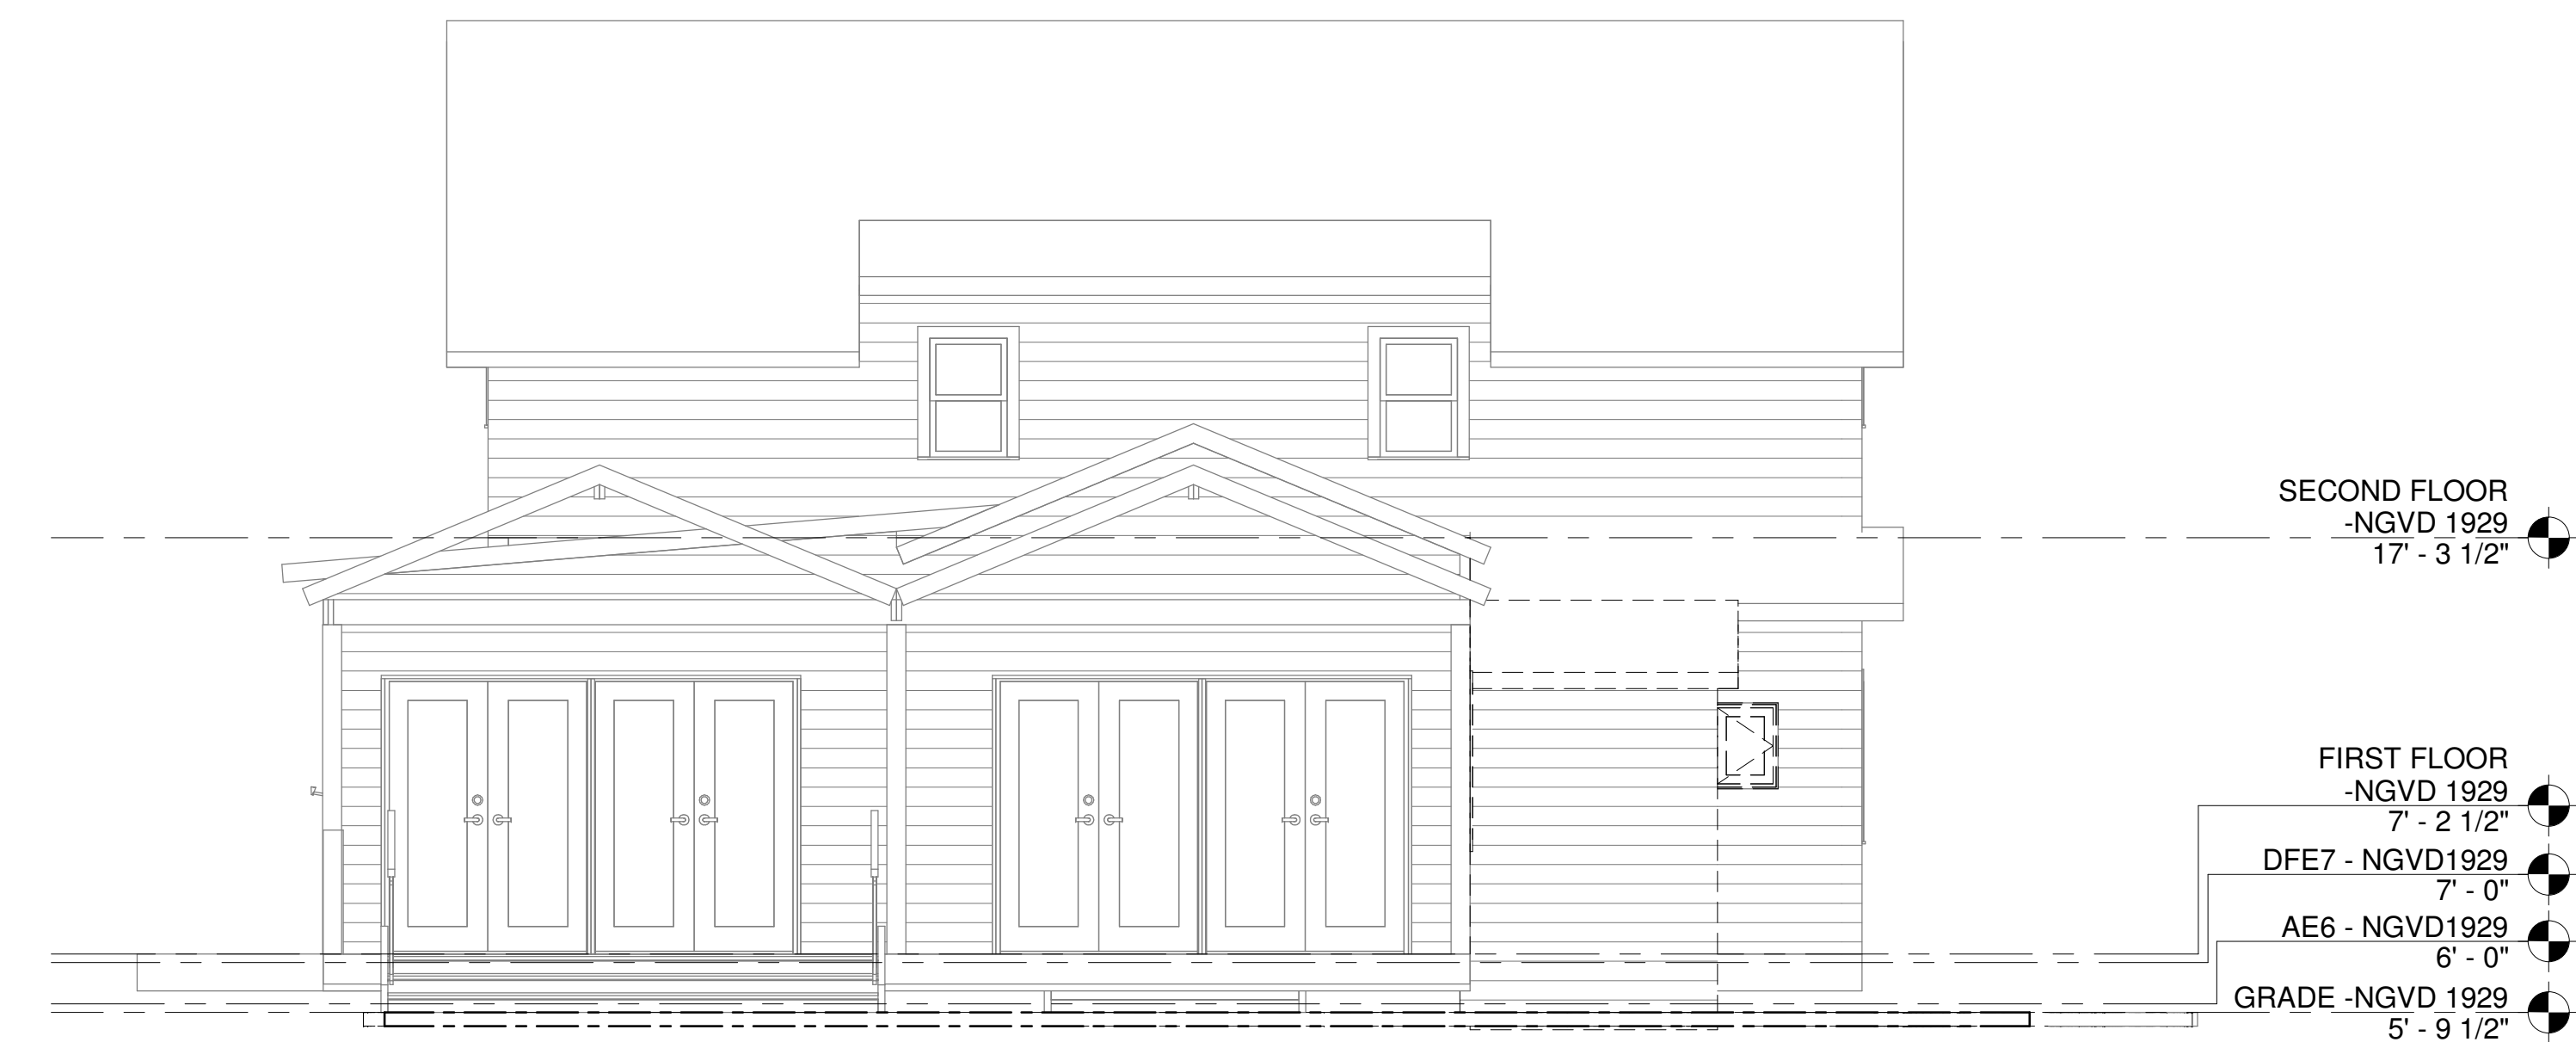 SECOND FLOOR
-NGVD 1929
17' - 3 1/2"
FIRST FLOOR
-NGVD 1929
7' - 2 1/2"
DFE7 - NGVD1929
7' - 0"
AE6 - NGVD1929
6' - 0"
GRADE -NGVD 1929
5' - 9 1/2"